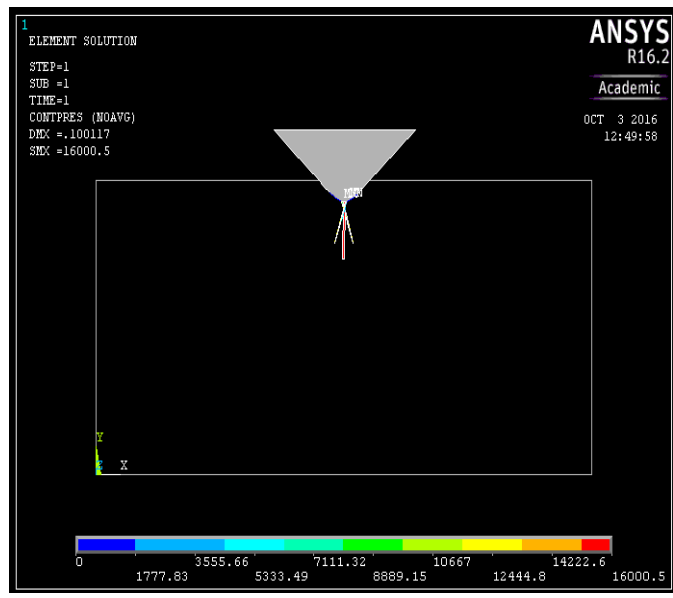 1
ELEMENT SOLUTION
STEP=1
SUB =1
TIME=1
CONTPRES (NOAVG)
DMX =.100117
SMX =16000.5
ANSYS
R16.2
Academic
OCT 3 2016
12:49:58
Y
X
0 3555.66 7111.32 10667 14222.6
1777.83 5333.49 8889.15 12444.8 16000.5